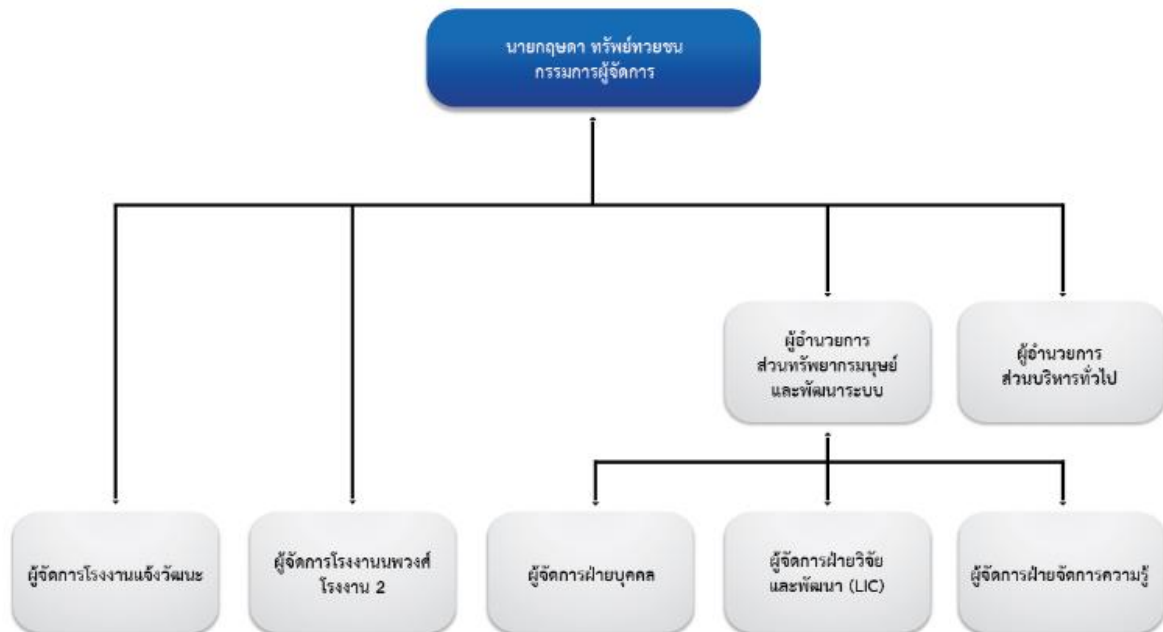 นายกฤษดา ทรัพย์ทวยชน
กรรมการผู้จัดการ
ผู้อำนวยการ
ส่วนทรัพยากรมนุษย์
และพัฒนาระบบ
ผู้อำนวยการ
ส่วนบริหารทั่วไป
ผู้จัดการโรงงานแจ้งวัฒนะ
ผู้จัดการโรงงานนพวงศ์
โรงงาน 2
ผู้จัดการฝ่ายบุคคล
ผู้จัดการฝ่ายวิจัย
และพัฒนา (LIC)
ผู้จัดการฝ่ายจัดการความรู้